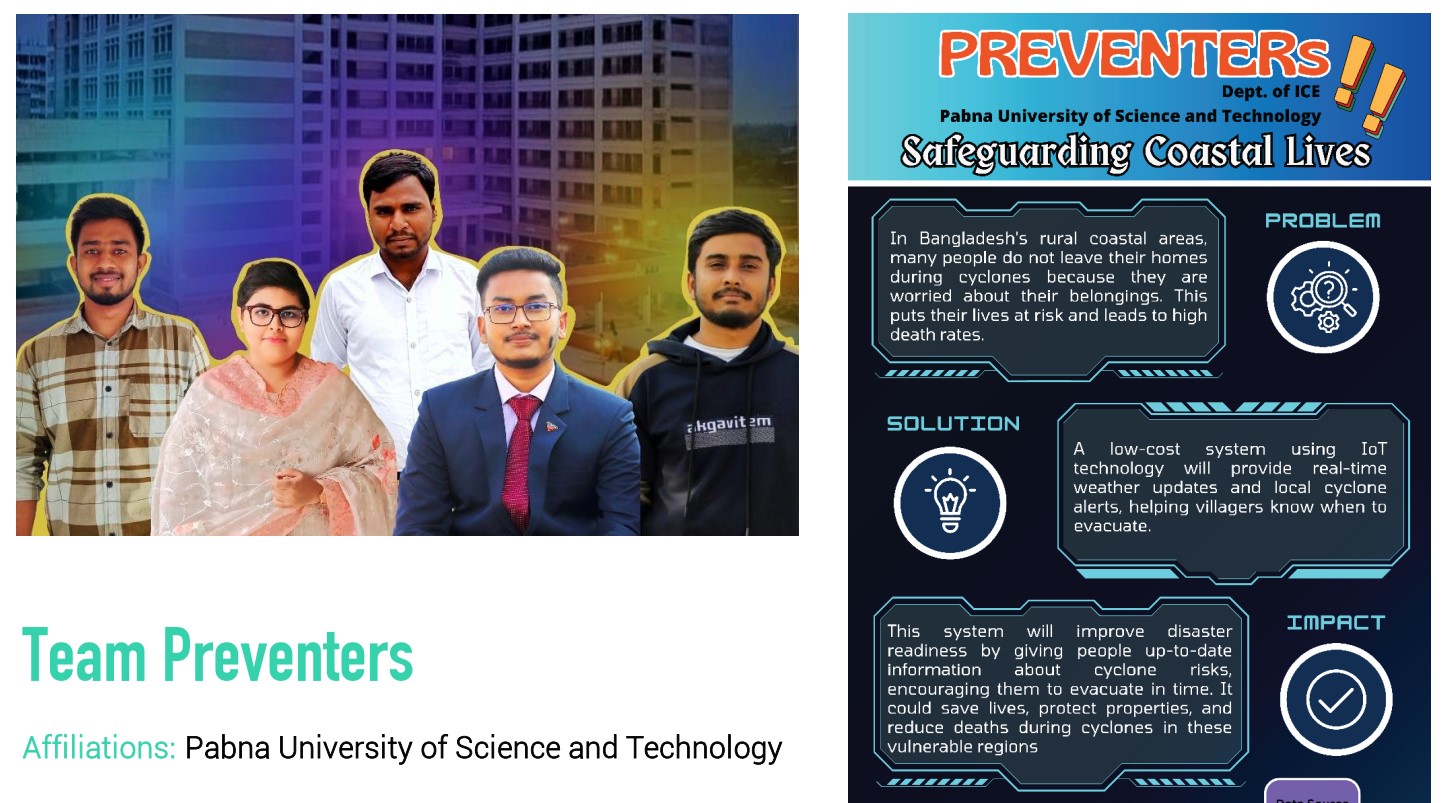 akgavitem
Team Preventers
Affiliations: Pabna University of Science and Technology
PREVENTERs
Dept. of ICE
Pabna University of Science and Technology
Safeguarding Coastal Lives
PROBLEM
In Bangladesh's rural coastal areas,
many people do not leave their homes
during cyclones because they are
worried about their belongings. This
puts their lives at risk and leads to high
death rates.
SOLUTION
A low-cost system using IoT
technology will provide real-time
weather updates and local cyclone
alerts, helping villagers know when to
evacuate.
IMPACT
This system will improve disaster
readiness by giving people up-to-date
information about cyclone risks,
encouraging them to evacuate in time. It
could save lives, protect properties, and
reduce deaths during cyclones in these
vulnerable regions
Data Source